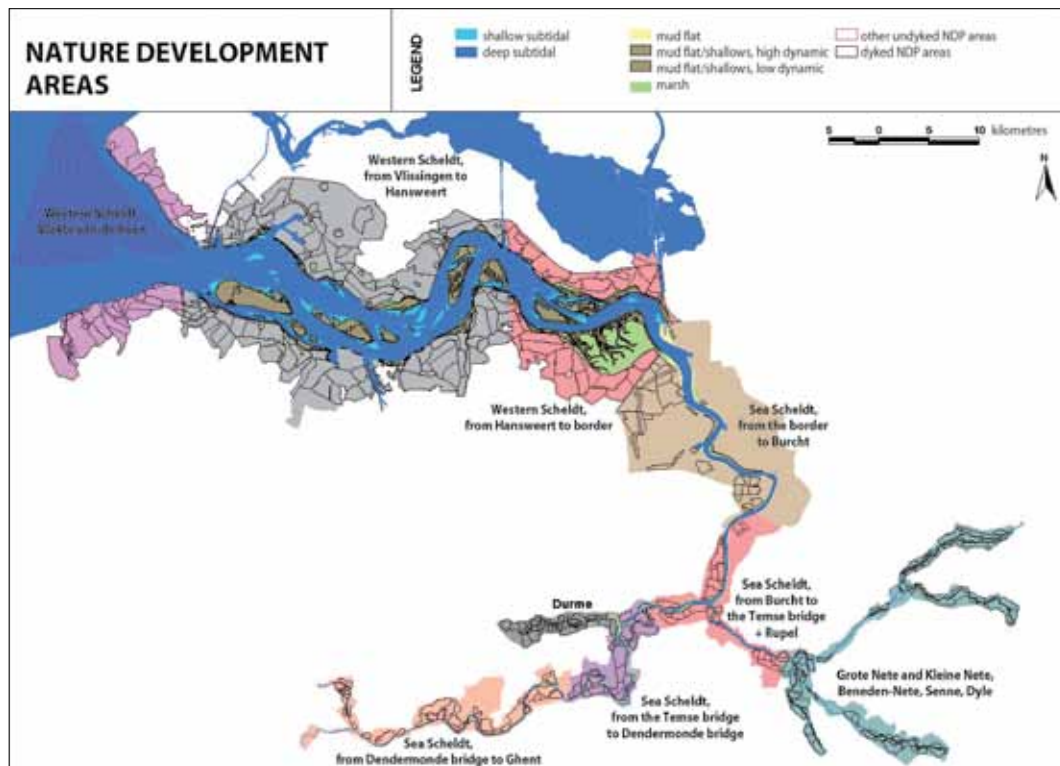 NATURE DEVELOPMENT
AREAS
LEGEND
shallow subtidal
deep subtidal
mud flat
mud flat/shallows, high dynamic
mud flat/shallows, low dynamic
marsh
other undyked NDP areas
dyked NDP areas
5 0 5 10 kilometres
N
Western Scheldt,
from Vlissingen to
Hansweert
Western Scheldt,
Western Scheldt,
from Hansweert to border
Sea Scheldt,
from the border
to Burcht
Durme
Sea Scheldt,
from Burcht to
the Temse bridge
+ Rupel
Grote Nete and Kleine Nete,
Beneden-Nete, Senne, Dyle
Sea Scheldt,
from the Temse bridge
to Dendermonde bridge
Sea Scheldt,
from Dendermonde bridge to Ghent